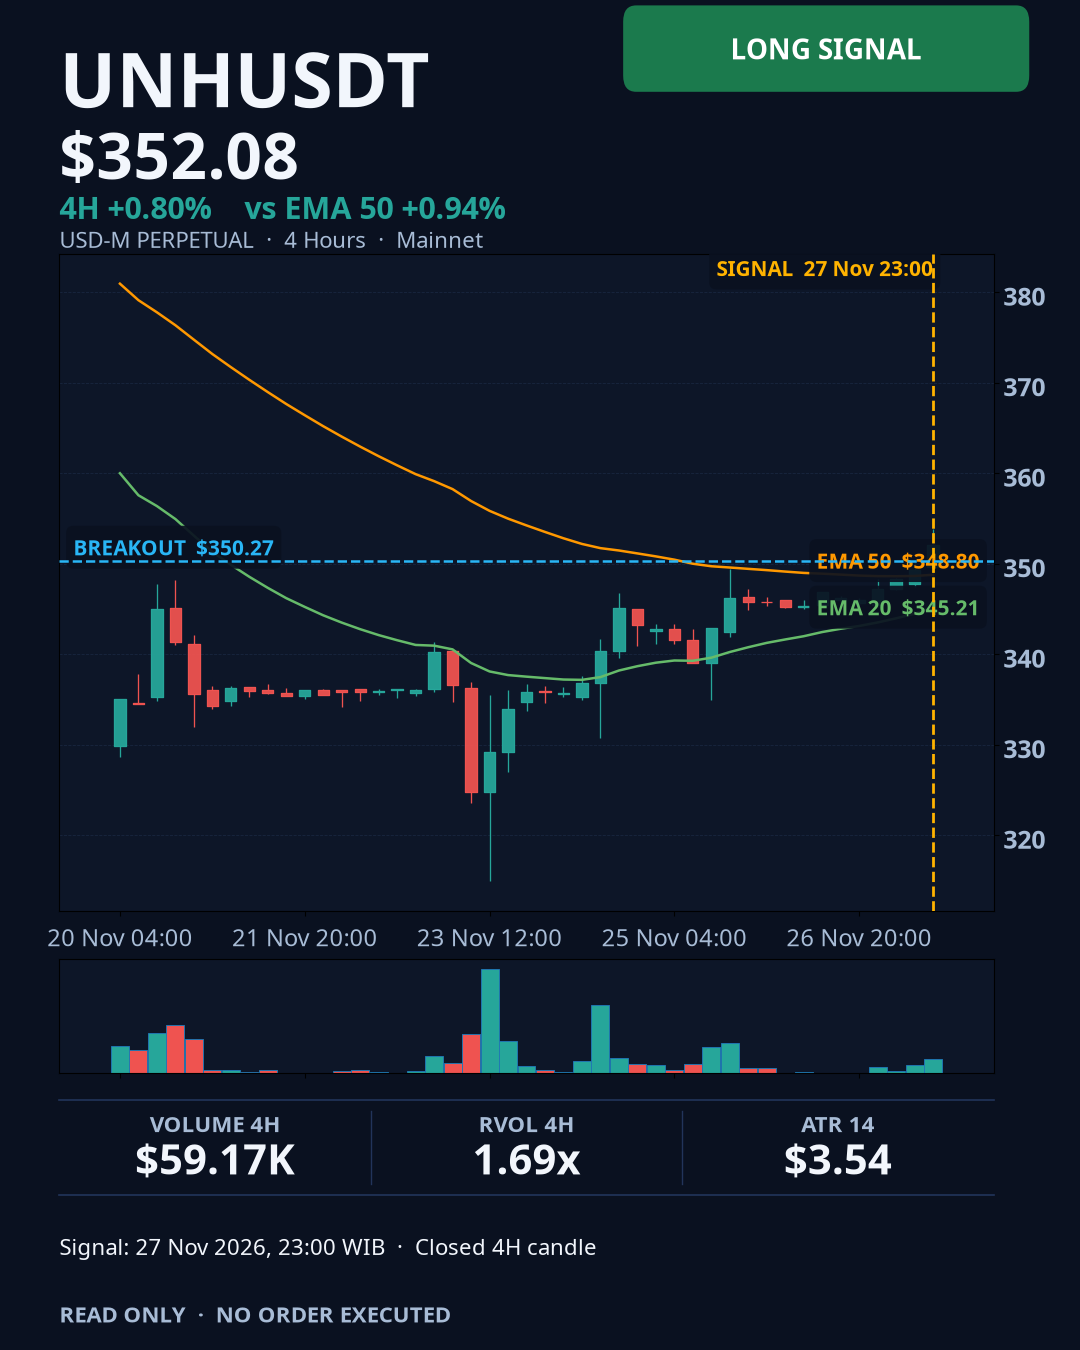 LONG SIGNAL
UNHUSDT
$352.08
4H +0.80% vs EMA 50 +0.94%
USD-M PERPETUAL · 4 Hours · Mainnet
SIGNAL 27 Nov 23:00
380
370
360
BREAKOUT $350.27
EMA 50 $348.80
350
EMA 20 $345.21
340
330
320
20 Nov 04:00 21 Nov 20:00 23 Nov 12:00 25 Nov 04:00 26 Nov 20:00
VOLUME 4H RVOL 4H ATR 14
$59.17K 1.69x $3.54
Signal: 27 Nov 2026, 23:00 WIB · Closed 4H candle
READ ONLY · NO ORDER EXECUTED